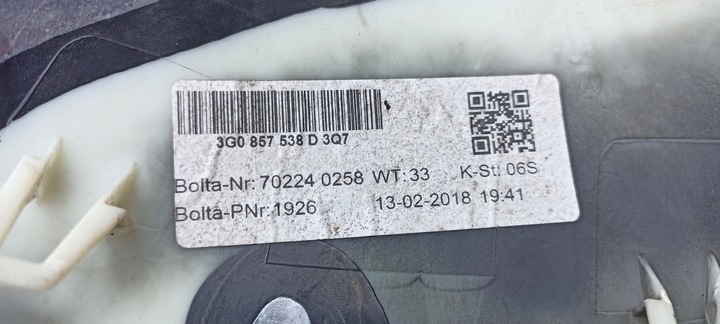 3G0 857 538 D 3Q7
Bolta-Nr: 70224 0258 WT: 33 K-St: 06S
Bolta-PNr: 1926 13-02-2018 19:41